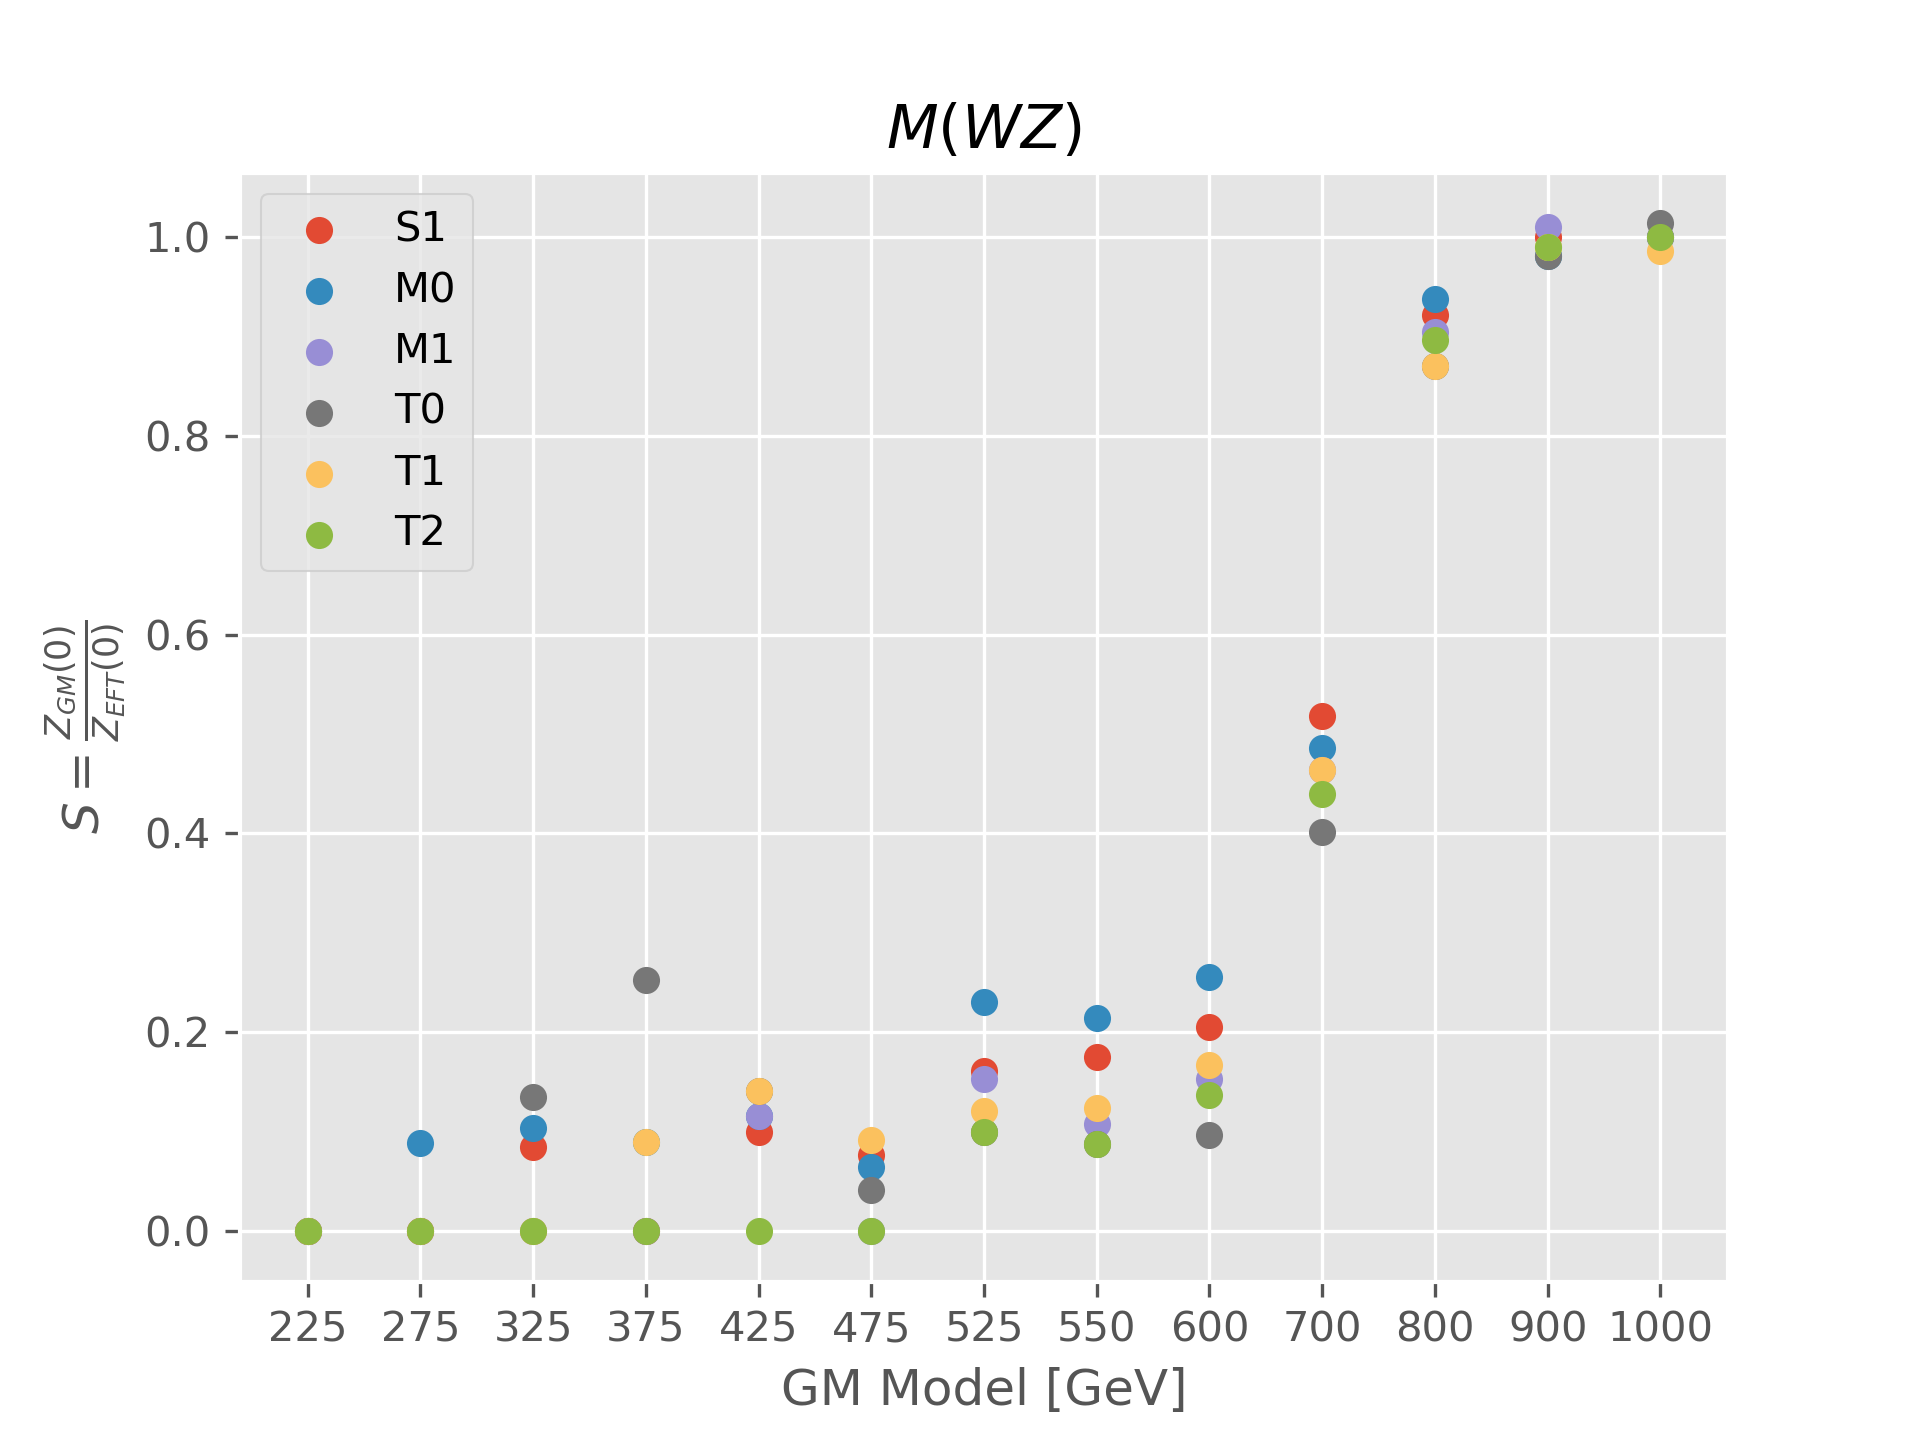 M(WZ)
S1
M0
M1
T0
T1
T2
1.0
0.8
0.6
0.4
0.2
0.0
S = Z_GM(0) / Z_EFT(0)
225 275 325 375 425 475 525 550 600 700 800 900 1000
GM Model [GeV]